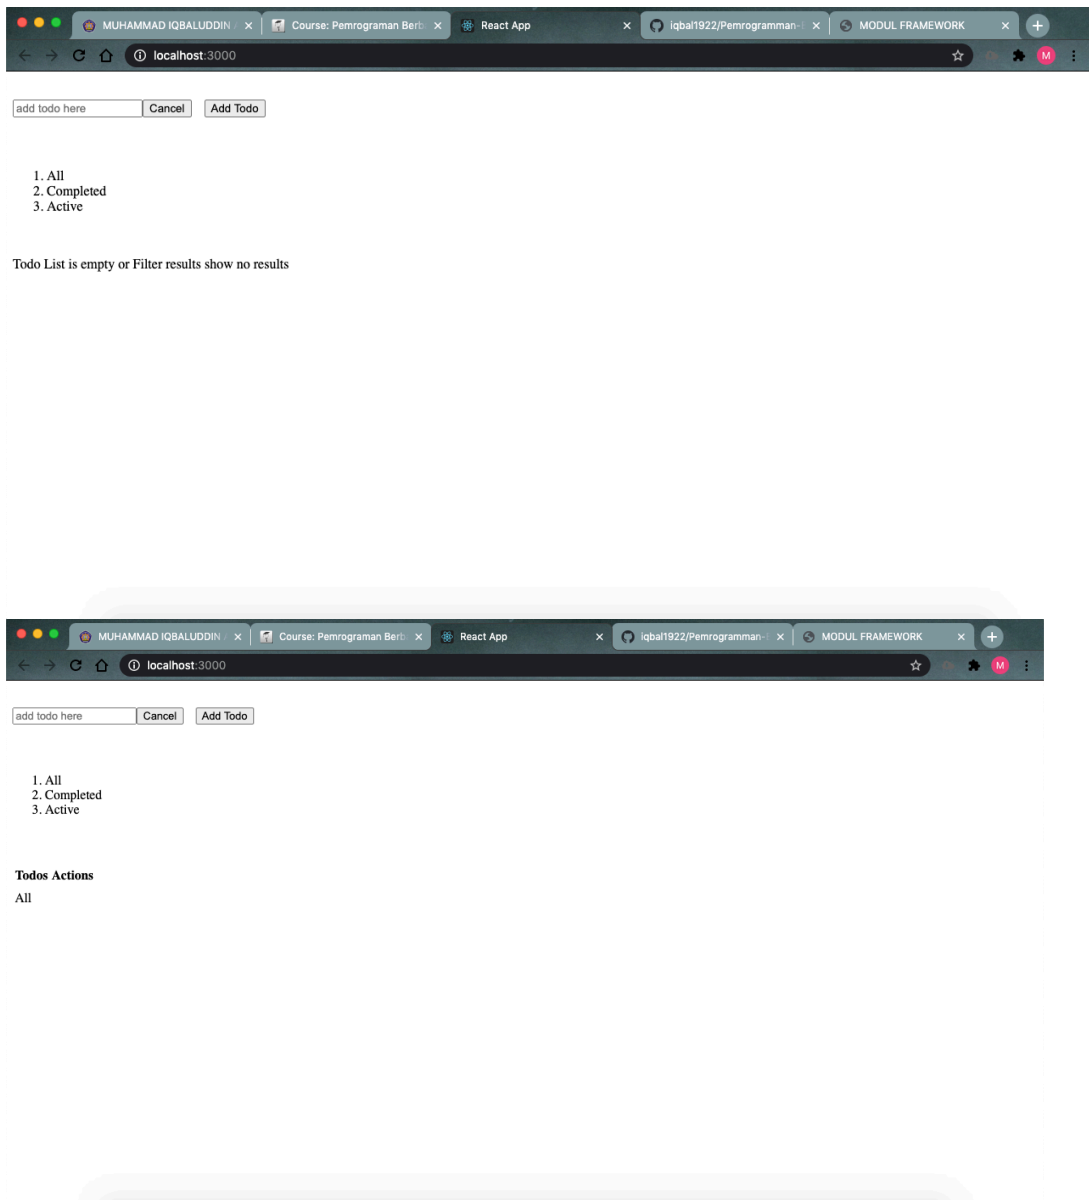 MUHAMMAD IQBALUDDIN
Course: Pemrograman Berb
React App
iqbal1922/Pemrogramman-
MODUL FRAMEWORK
localhost:3000
M
add todo here Cancel Add Todo
1. All
2. Completed
3. Active
Todo List is empty or Filter results show no results
MUHAMMAD IQBALUDDIN
Course: Pemrograman Berb
React App
iqbal1922/Pemrogramman-
MODUL FRAMEWORK
localhost:3000
M
add todo here Cancel Add Todo
1. All
2. Completed
3. Active
Todos Actions
All